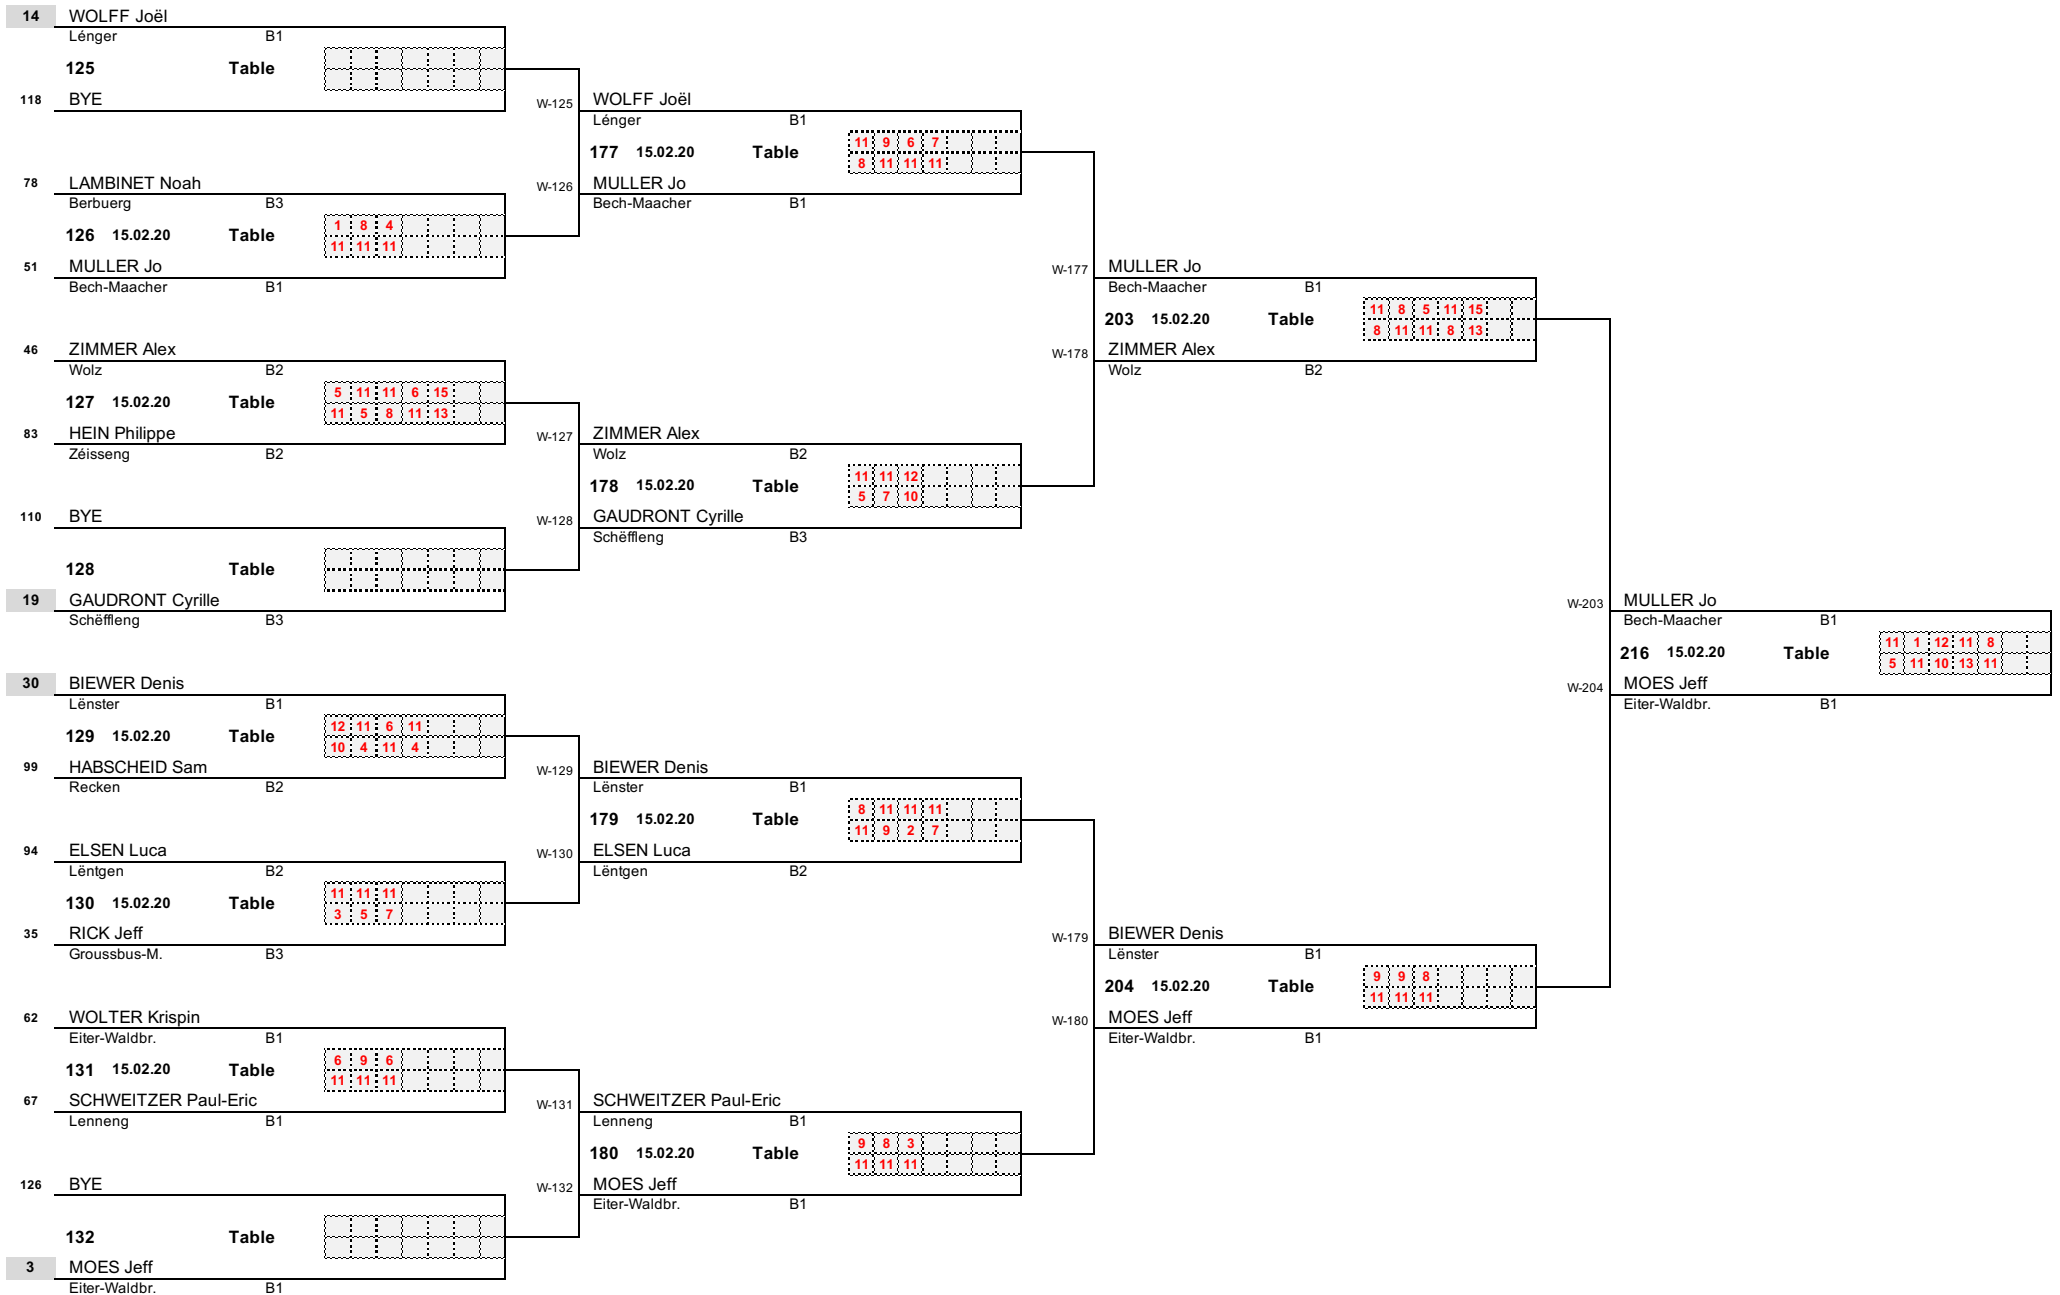 14 WOLFF Joël
Lénger B1
125 Table
118 BYE
W-125 WOLFF Joël
Lénger B1
11 9 6 7
177 15.02.20 Table
8 11 11 11
78 LAMBINET Noah
W-126 MULLER Jo
Berbuerg B3
Bech-Maacher B1
1 8 4
126 15.02.20 Table
11 11 11
51 MULLER Jo
Bech-Maacher B1
W-177 MULLER Jo
Bech-Maacher B1
11 8 5 11 15
203 15.02.20 Table
8 11 11 8 13
46 ZIMMER Alex
Wolz B2
W-178 ZIMMER Alex
Wolz B2
5 11 11 6 15
127 15.02.20 Table
11 5 8 11 13
83 HEIN Philippe
Zéisseng B2
W-127 ZIMMER Alex
Wolz B2
11 11 12
178 15.02.20 Table
5 7 10
110 BYE
W-128 GAUDRONT Cyrille
Schëffleng B3
128 Table
19 GAUDRONT Cyrille
Schëffleng B3
W-203 MULLER Jo
Bech-Maacher B1
11 1 12 11 8
216 15.02.20 Table
5 11 10 13 11
W-204 MOES Jeff
Eiter-Waldbr. B1
30 BIEWER Denis
Lënster B1
12 11 6 11
129 15.02.20 Table
10 4 11 4
99 HABSCHEID Sam
Recken B2
W-129 BIEWER Denis
Lënster B1
8 11 11 11
179 15.02.20 Table
11 9 2 7
94 ELSEN Luca
Lëntgen B2
W-130 ELSEN Luca
Lëntgen B2
11 11 11
130 15.02.20 Table
3 5 7
35 RICK Jeff
Groussbus-M. B3
W-179 BIEWER Denis
Lënster B1
9 9 8
204 15.02.20 Table
11 11 11
62 WOLTER Krispin
Eiter-Waldbr. B1
W-180 MOES Jeff
Eiter-Waldbr. B1
6 9 6
131 15.02.20 Table
11 11 11
67 SCHWEITZER Paul-Eric
Lenneng B1
W-131 SCHWEITZER Paul-Eric
Lenneng B1
9 8 3
180 15.02.20 Table
11 11 11
126 BYE
W-132 MOES Jeff
Eiter-Waldbr. B1
132 Table
3 MOES Jeff
Eiter-Waldbr. B1